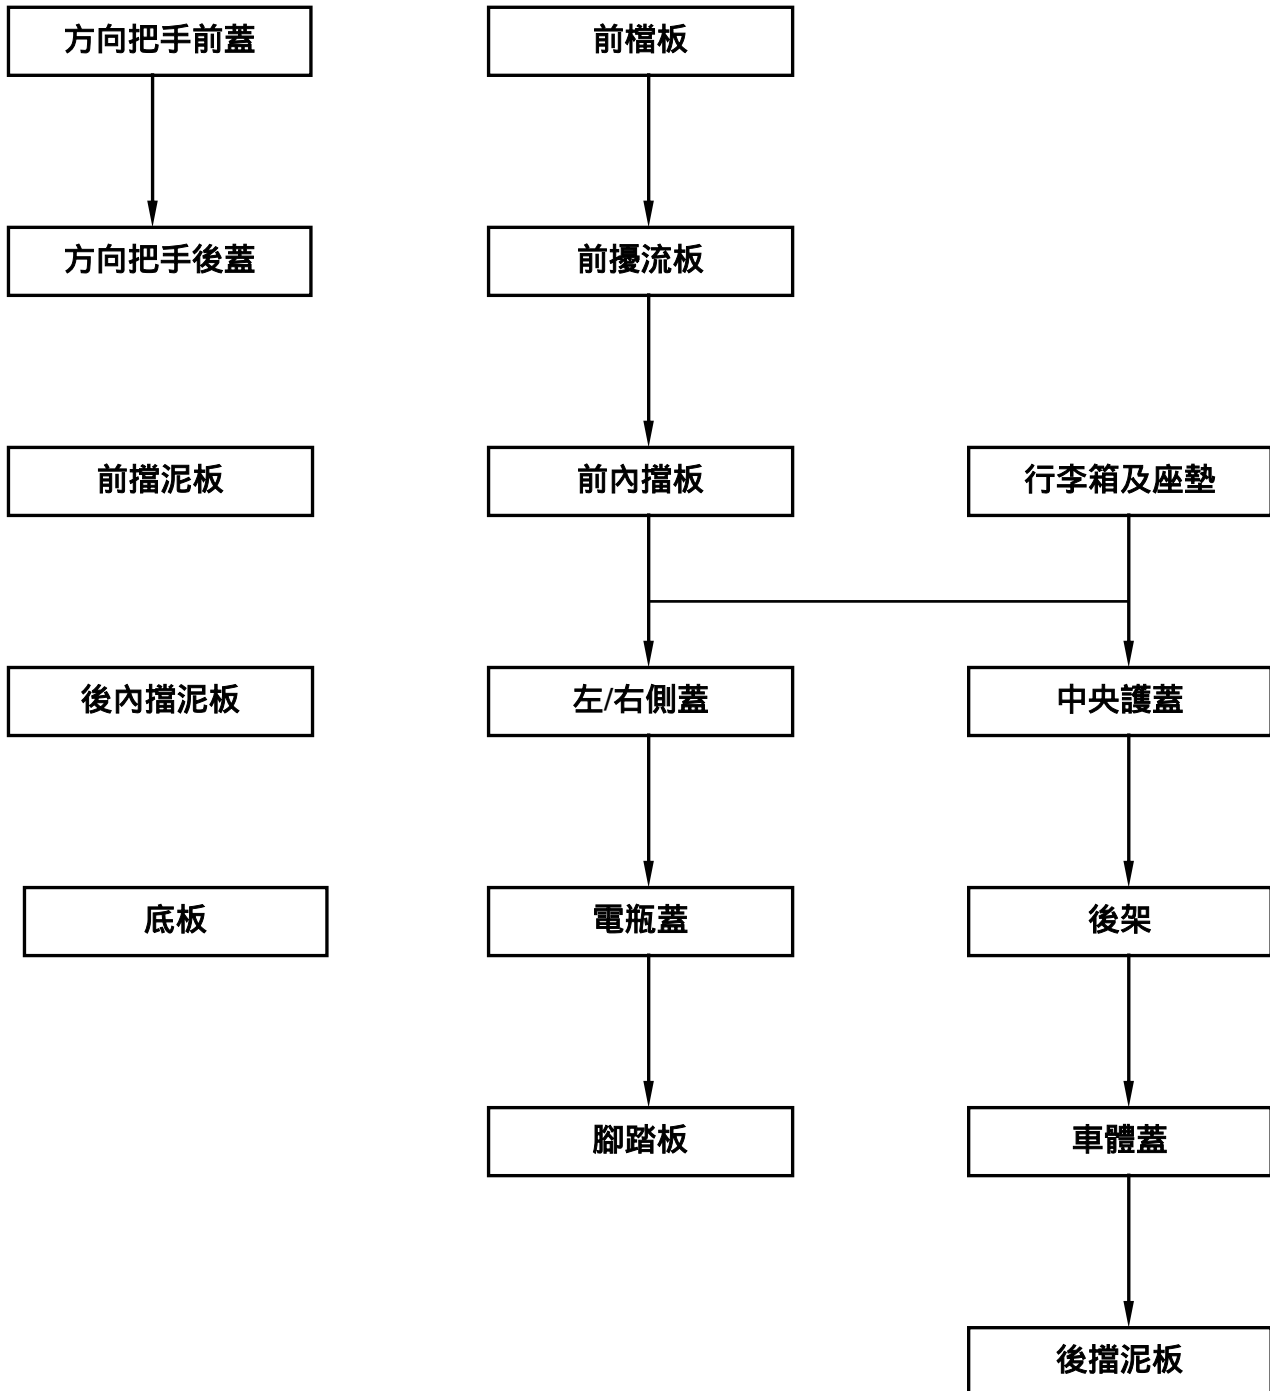 方向把手前蓋
前檔板
方向把手後蓋
前擾流板
前擋泥板
前內擋板
行李箱及座墊
後內擋泥板
左/右側蓋
中央護蓋
底板
電瓶蓋
後架
腳踏板
車體蓋
後擋泥板